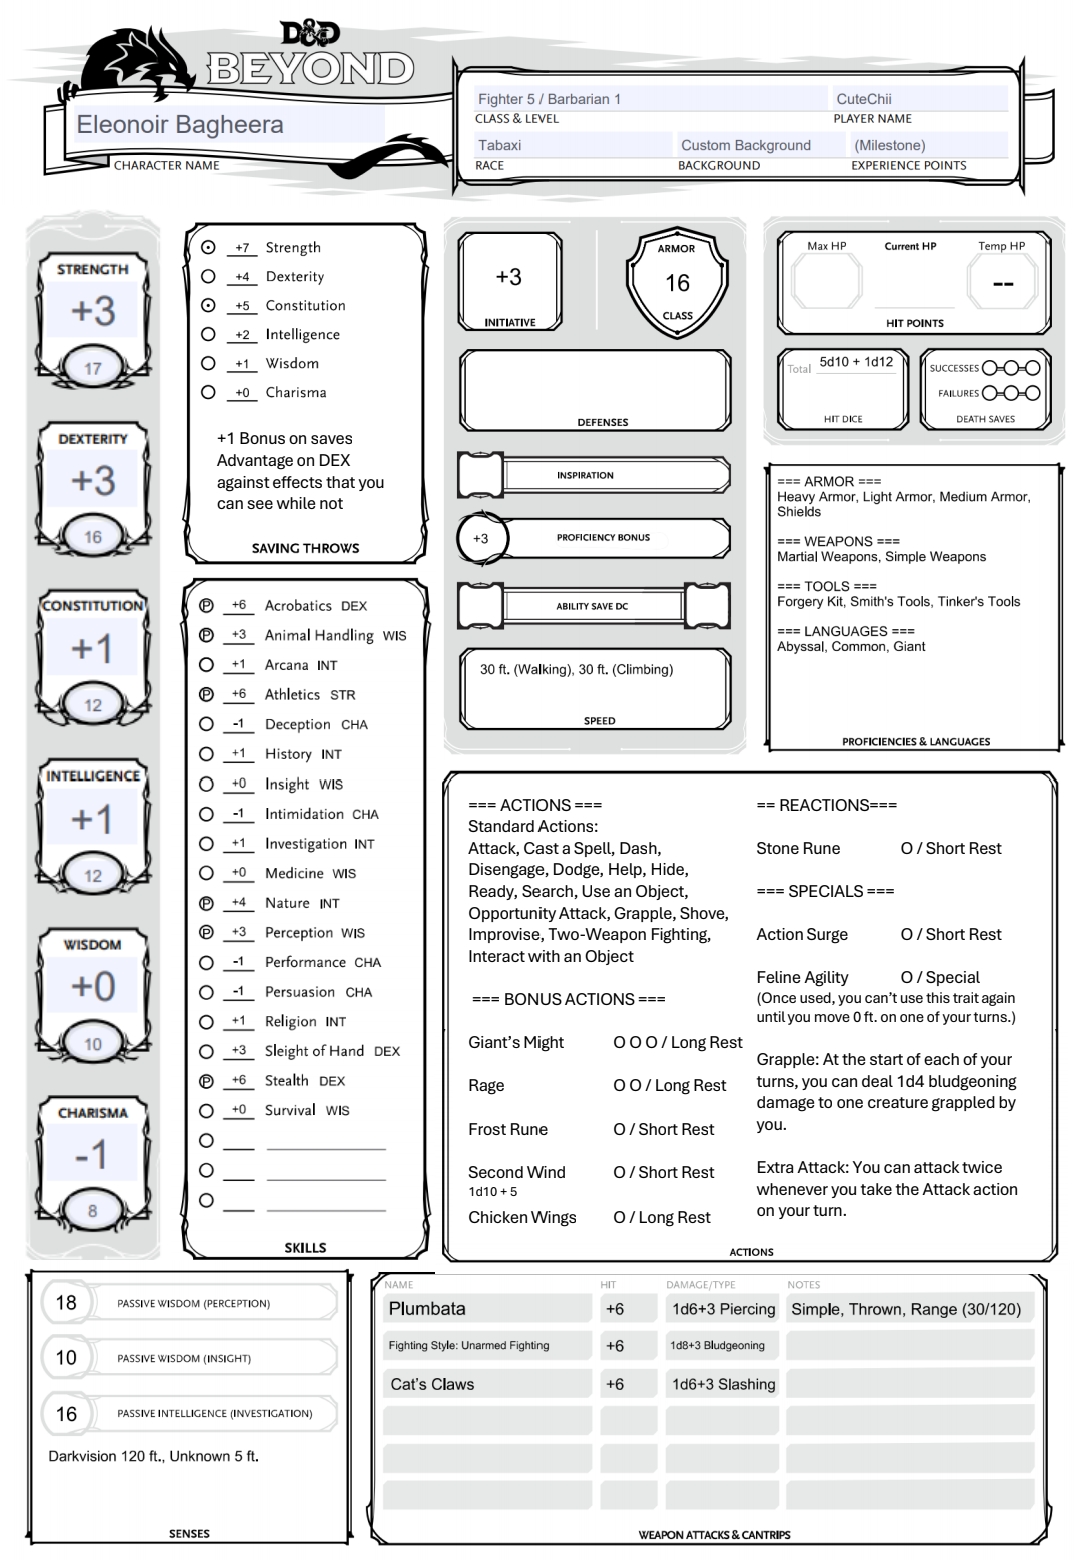 D&D
BEYOND
Eleonoir Bagheera
CHARACTER NAME
Fighter 5 / Barbarian 1
CLASS & LEVEL
CuteChii
PLAYER NAME
Tabaxi
RACE
Custom Background
BACKGROUND
(Milestone)
EXPERIENCE POINTS
STRENGTH
+3
17
DEXTERITY
+3
16
CONSTITUTION
+1
12
INTELLIGENCE
+1
12
WISDOM
+0
10
CHARISMA
-1
8
+7 Strength
+4 Dexterity
+5 Constitution
+2 Intelligence
+1 Wisdom
+0 Charisma
+1 Bonus on saves
Advantage on DEX
against effects that you
can see while not
SAVING THROWS
P +6 Acrobatics DEX
P +3 Animal Handling WIS
+1 Arcana INT
P +6 Athletics STR
-1 Deception CHA
+1 History INT
+0 Insight WIS
-1 Intimidation CHA
+1 Investigation INT
+0 Medicine WIS
P +4 Nature INT
P +3 Perception WIS
-1 Performance CHA
-1 Persuasion CHA
+1 Religion INT
+3 Sleight of Hand DEX
P +6 Stealth DEX
+0 Survival WIS
SKILLS
+3
INITIATIVE
ARMOR
16
CLASS
DEFENSES
INSPIRATION
+3 PROFICIENCY BONUS
ABILITY SAVE DC
30 ft. (Walking), 30 ft. (Climbing)
SPEED
Max HP Current HP Temp HP
--
HIT POINTS
Total 5d10 + 1d12
HIT DICE
SUCCESSES
FAILURES
DEATH SAVES
=== ARMOR ===
Heavy Armor, Light Armor, Medium Armor,
Shields
=== WEAPONS ===
Martial Weapons, Simple Weapons
=== TOOLS ===
Forgery Kit, Smith's Tools, Tinker's Tools
=== LANGUAGES ===
Abyssal, Common, Giant
PROFICIENCIES & LANGUAGES
=== ACTIONS ===
Standard Actions:
Attack, Cast a Spell, Dash,
Disengage, Dodge, Help, Hide,
Ready, Search, Use an Object,
Opportunity Attack, Grapple, Shove,
Improvise, Two-Weapon Fighting,
Interact with an Object
=== BONUS ACTIONS ===
Giant's Might O O O / Long Rest
Rage O O / Long Rest
Frost Rune O / Short Rest
Second Wind O / Short Rest
1d10 + 5
Chicken Wings O / Long Rest
== REACTIONS===
Stone Rune O / Short Rest
=== SPECIALS ===
Action Surge O / Short Rest
Feline Agility O / Special
(Once used, you can't use this trait again
until you move 0 ft. on one of your turns.)
Grapple: At the start of each of your
turns, you can deal 1d4 bludgeoning
damage to one creature grappled by
you.
Extra Attack: You can attack twice
whenever you take the Attack action
on your turn.
ACTIONS
18 PASSIVE WISDOM (PERCEPTION)
10 PASSIVE WISDOM (INSIGHT)
16 PASSIVE INTELLIGENCE (INVESTIGATION)
Darkvision 120 ft., Unknown 5 ft.
SENSES
NAME HIT DAMAGE/TYPE NOTES
Plumbata +6 1d6+3 Piercing Simple, Thrown, Range (30/120)
Fighting Style: Unarmed Fighting +6 1d8+3 Bludgeoning
Cat's Claws +6 1d6+3 Slashing
WEAPON ATTACKS & CANTRIPS